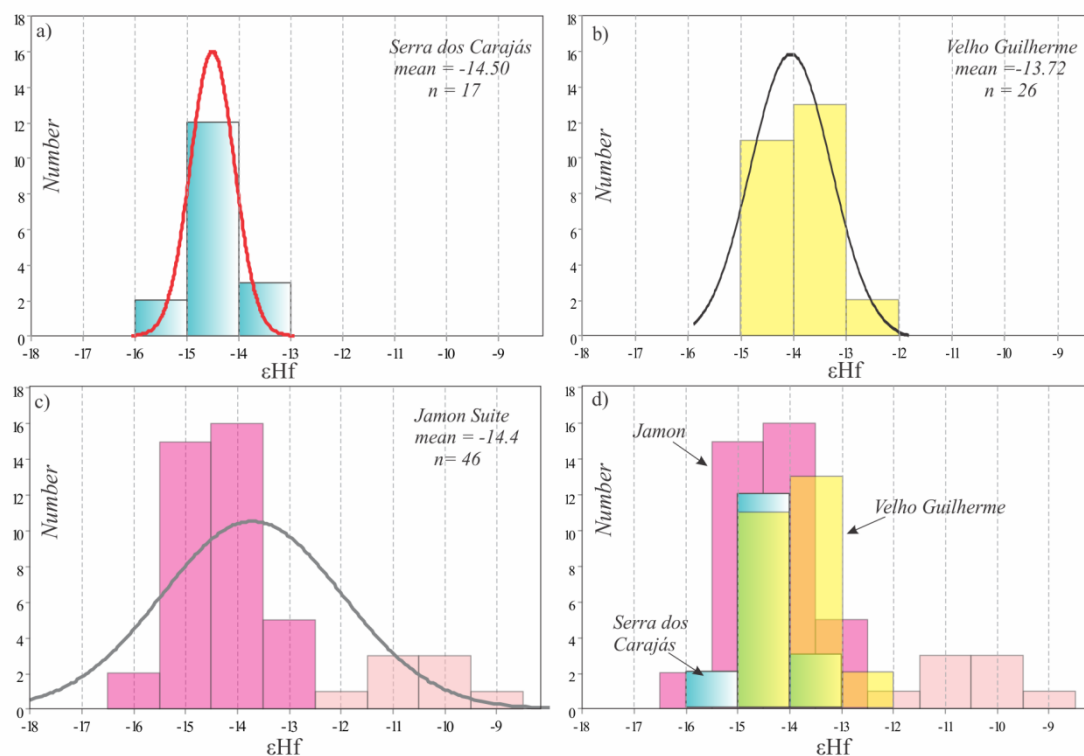 a)
Serra dos Carajás
mean = -14.50
n = 17
Number
18
16
14
12
10
8
6
4
2
0
-18 -17 -16 -15 -14 -13 -12 -11 -10 -9
εHf
b)
Velho Guilherme
mean =-13.72
n = 26
Number
18
16
14
12
10
8
6
4
2
0
-18 -17 -16 -15 -14 -13 -12 -11 -10 -9
εHf
c)
Jamon Suite
mean = -14.4
n= 46
Number
18
16
14
12
10
8
6
4
2
0
-18 -17 -16 -15 -14 -13 -12 -11 -10 -9
εHf
d)
Jamon
Velho Guilherme
Serra dos
Carajás
Number
18
16
14
12
10
8
6
4
2
0
-18 -17 -16 -15 -14 -13 -12 -11 -10 -9
εHf